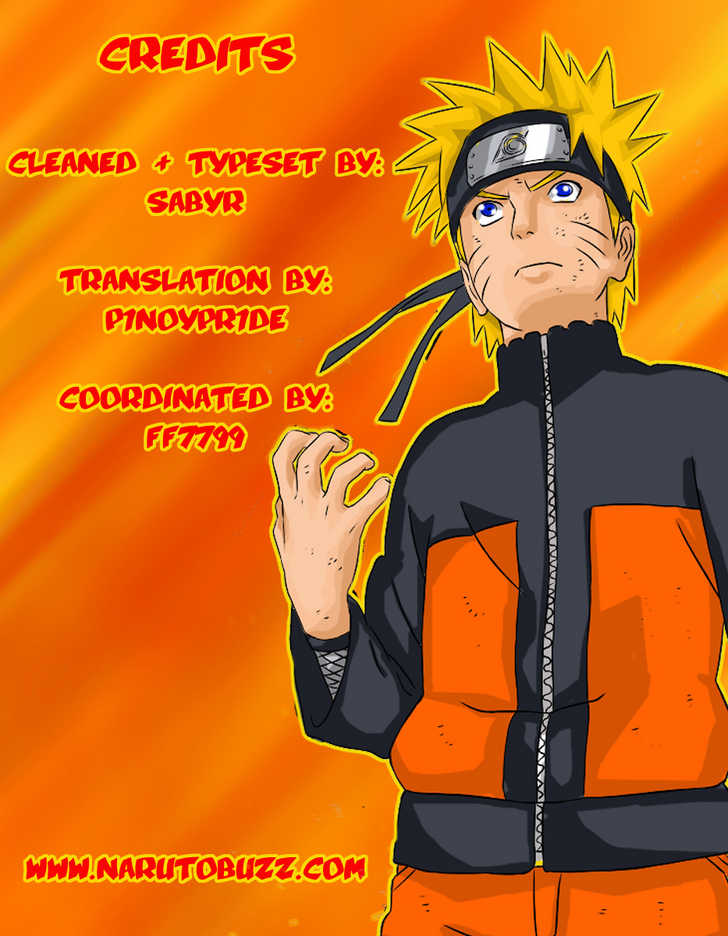 CREDITS
CLEANED + TYPESET BY:
SABYR
TRANSLATION BY:
P1NOYPR1DE
COORDINATED BY:
FF7799
WWW.NARUTOBUZZ.COM